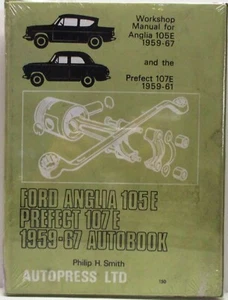 Workshop
Manual for
Anglia 105E
1959-67
and the
Prefect 107E
1959-61
FORD ANGLIA 105E
PREFECT 107E
1959-67 AUTOBOOK
Philip H. Smith
AUTOPRESS LTD